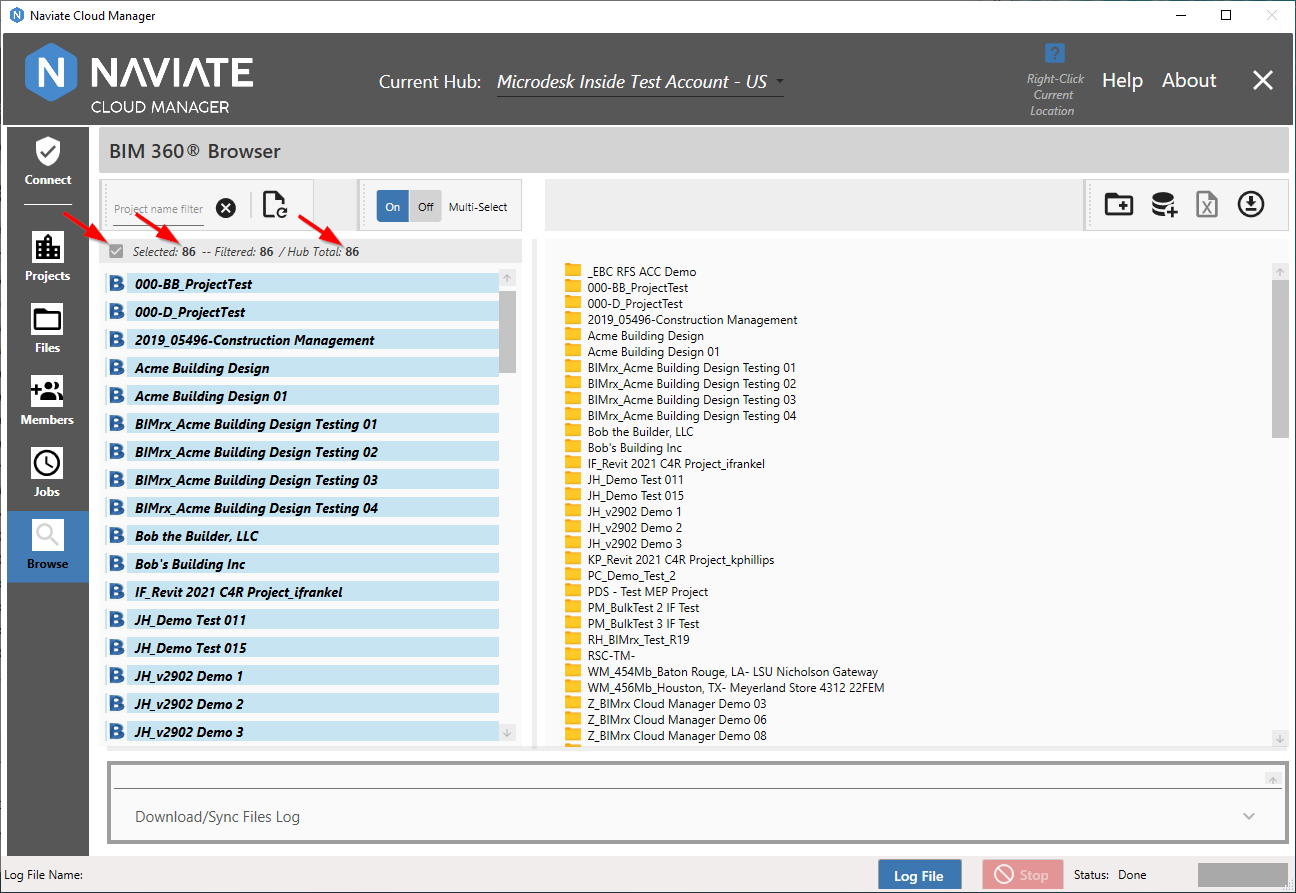 Naviate Cloud Manager
NAVIATE
CLOUD MANAGER
Current Hub: Microdesk Inside Test Account - US
Right-Click
Current
Location
Help About
Connect
Projects
Files
Members
Jobs
Browse
BIM 360® Browser
Project name filter
On Off Multi-Select
Selected: 86 -- Filtered: 86 / Hub Total: 86
000-BB_ProjectTest
000-D_ProjectTest
2019_05496-Construction Management
Acme Building Design
Acme Building Design 01
BIMrx_Acme Building Design Testing 01
BIMrx_Acme Building Design Testing 02
BIMrx_Acme Building Design Testing 03
BIMrx_Acme Building Design Testing 04
Bob the Builder, LLC
Bob's Building Inc
IF_Revit 2021 C4R Project_ifrankel
JH_Demo Test 011
JH_Demo Test 015
JH_v2902 Demo 1
JH_v2902 Demo 2
JH_v2902 Demo 3
_EBC RFS ACC Demo
000-BB_ProjectTest
000-D_ProjectTest
2019_05496-Construction Management
Acme Building Design
Acme Building Design 01
BIMrx_Acme Building Design Testing 01
BIMrx_Acme Building Design Testing 02
BIMrx_Acme Building Design Testing 03
BIMrx_Acme Building Design Testing 04
Bob the Builder, LLC
Bob's Building Inc
IF_Revit 2021 C4R Project_ifrankel
JH_Demo Test 011
JH_Demo Test 015
JH_v2902 Demo 1
JH_v2902 Demo 2
JH_v2902 Demo 3
KP_Revit 2021 C4R Project_kphillips
PC_Demo_Test_2
PDS - Test MEP Project
PM_BulkTest 2 IF Test
PM_BulkTest 3 IF Test
RH_BIMrx_Test_R19
RSC-TM-
WM_454Mb_Baton Rouge, LA- LSU Nicholson Gateway
WM_456Mb_Houston, TX- Meyerland Store 4312 22FEM
Z_BIMrx Cloud Manager Demo 03
Z_BIMrx Cloud Manager Demo 06
Z_BIMrx Cloud Manager Demo 08
Download/Sync Files Log
Log File Name:
Log File
Stop
Status: Done